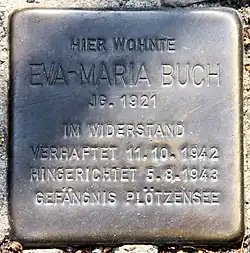 HIER WOHNTE
EVA-MARIA BUCH
JG. 1921
IM WIDERSTAND
VERHAFTET 11.10.1942
HINGERICHTET 5.8.1943
GEFÄNGNIS PLÖTZENSEE